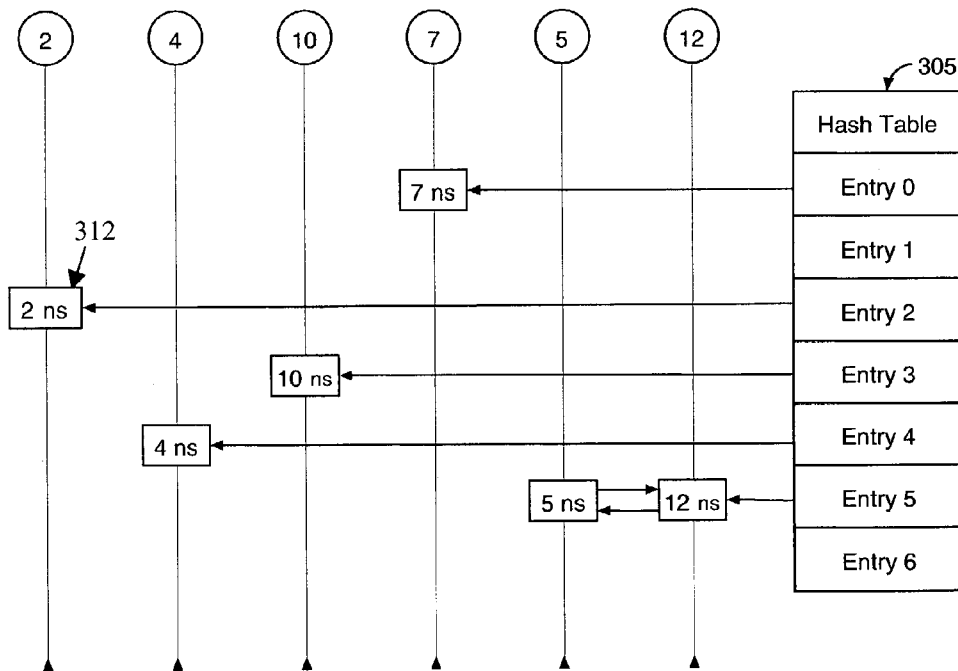 2 4 10 7 5 12
305
Hash Table
7 ns Entry 0
312
Entry 1
2 ns Entry 2
10 ns Entry 3
4 ns Entry 4
5 ns 12 ns Entry 5
Entry 6